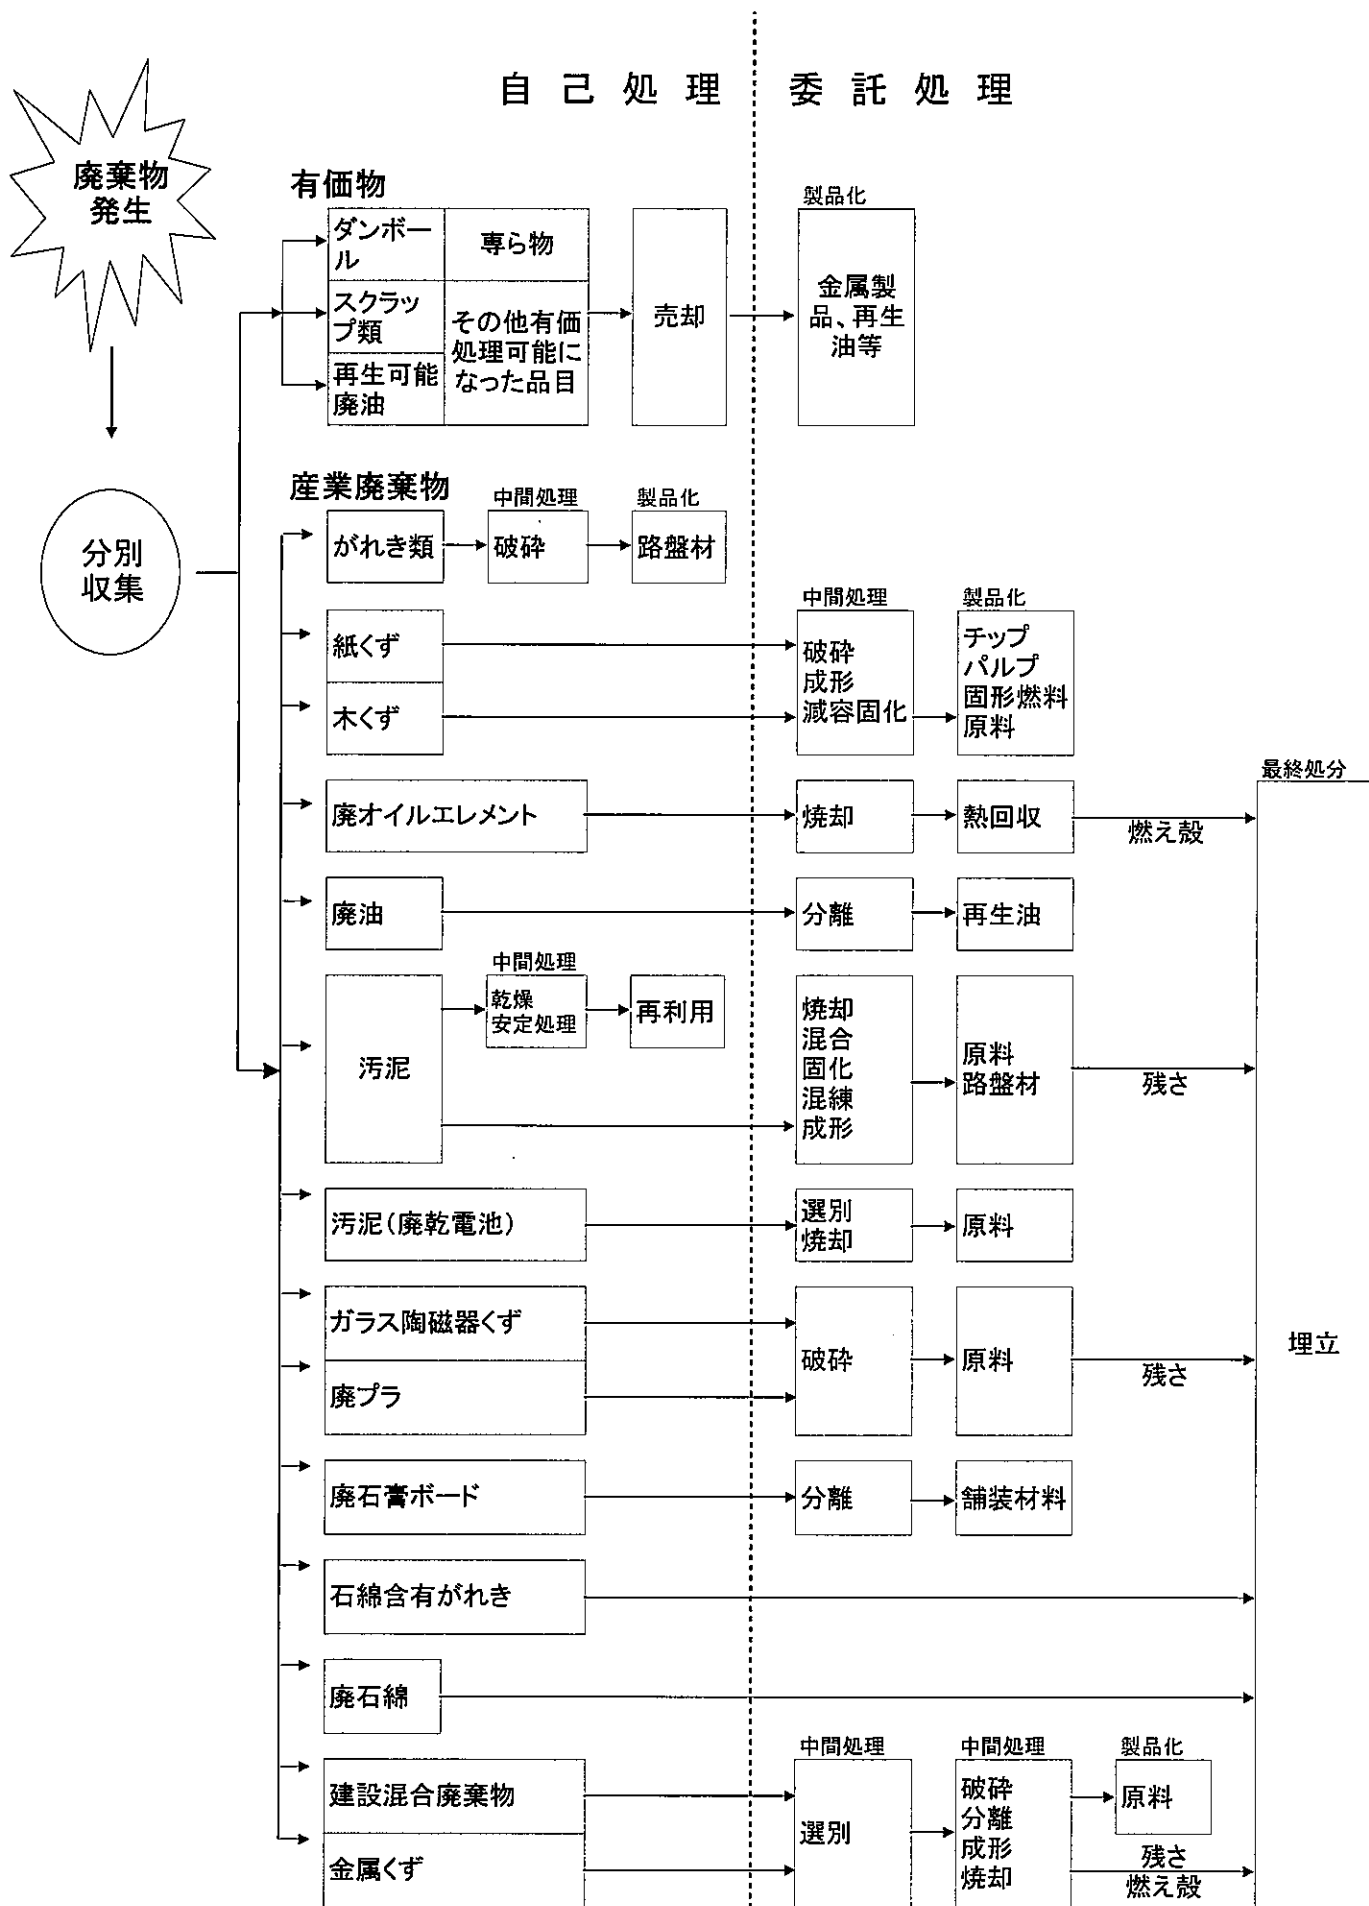 自己処理
委託処理
廃棄物
発生
分別
収集
有価物
ダンボー
ル
専ら物
スクラッ
プ類
その他有価
処理可能に
なった品目
再生可能
廃油
売却
製品化
金属製
品、再生
油等
産業廃棄物
がれき類
中間処理
破砕
製品化
路盤材
紙くず
木くず
中間処理
破砕
成形
減容固化
製品化
チップ
パルプ
固形燃料
原料
廃オイルエレメント
焼却
熱回収
燃え殻
最終処分
埋立
廃油
分離
再生油
汚泥
中間処理
乾燥
安定処理
再利用
焼却
混合
固化
混練
成形
原料
路盤材
残さ
汚泥(廃乾電池)
選別
焼却
原料
ガラス陶磁器くず
廃プラ
破砕
原料
残さ
廃石膏ボード
分離
舗装材料
石綿含有がれき
廃石綿
建設混合廃棄物
金属くず
中間処理
選別
中間処理
破砕
分離
成形
焼却
製品化
原料
残さ
燃え殻